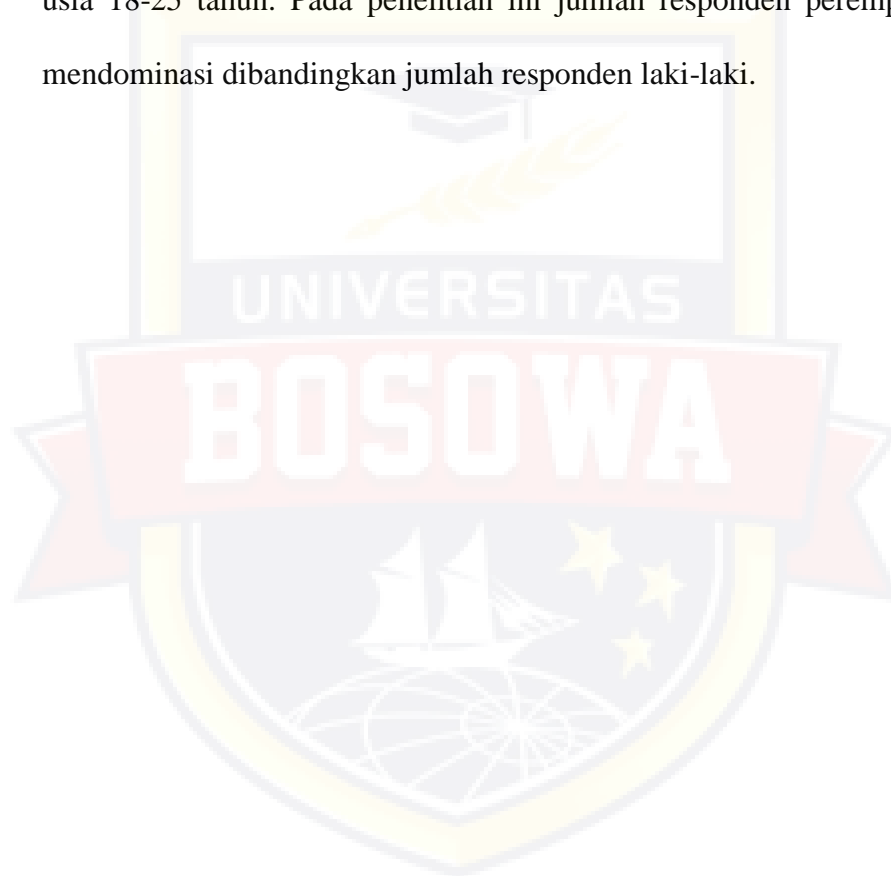 usia 18-25 tahun. Pada penelitian ini jumlah responden
mendominasi dibandingkan jumlah responden laki-laki.
UNIVERSITAS
BOSOWA